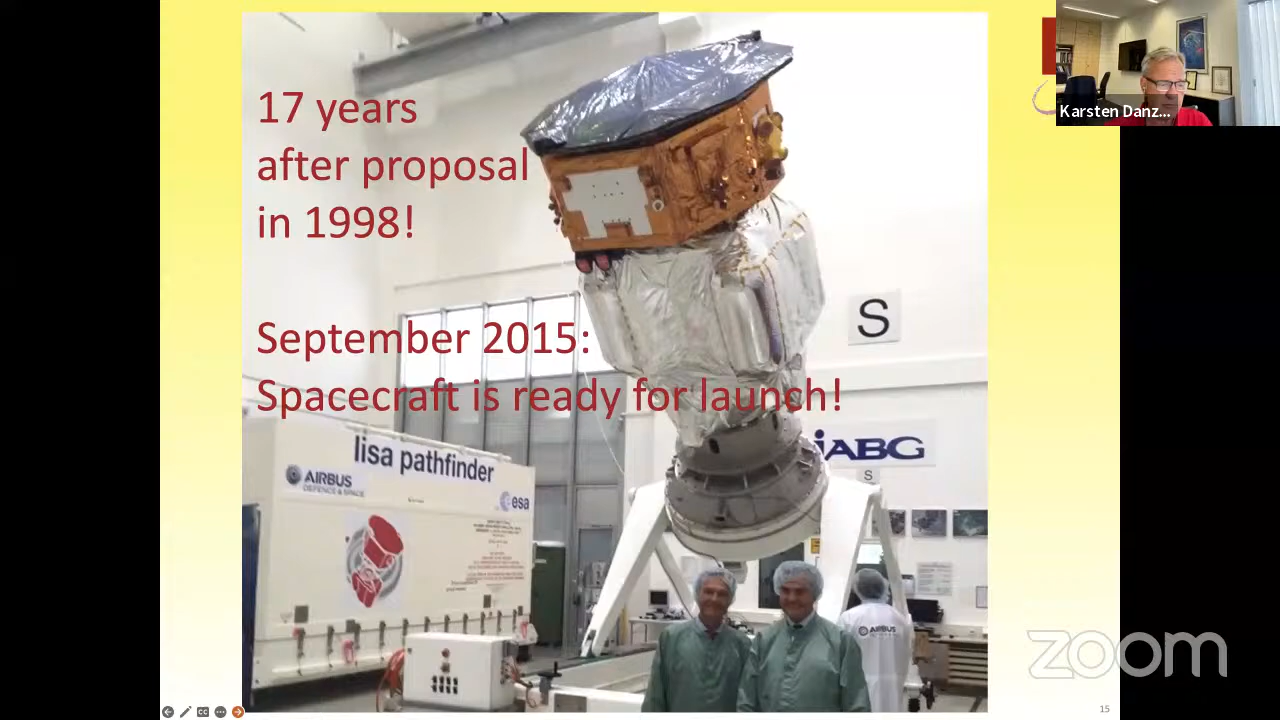 17 years
after proposal
in 1998!
September 2015:
Spacecraft is ready for launch!
Karsten Danz...
S
iABG
S
lisa pathfinder
AIRBUS
DEFENCE & SPACE
esa
AIRBUS
zoom
CC
15